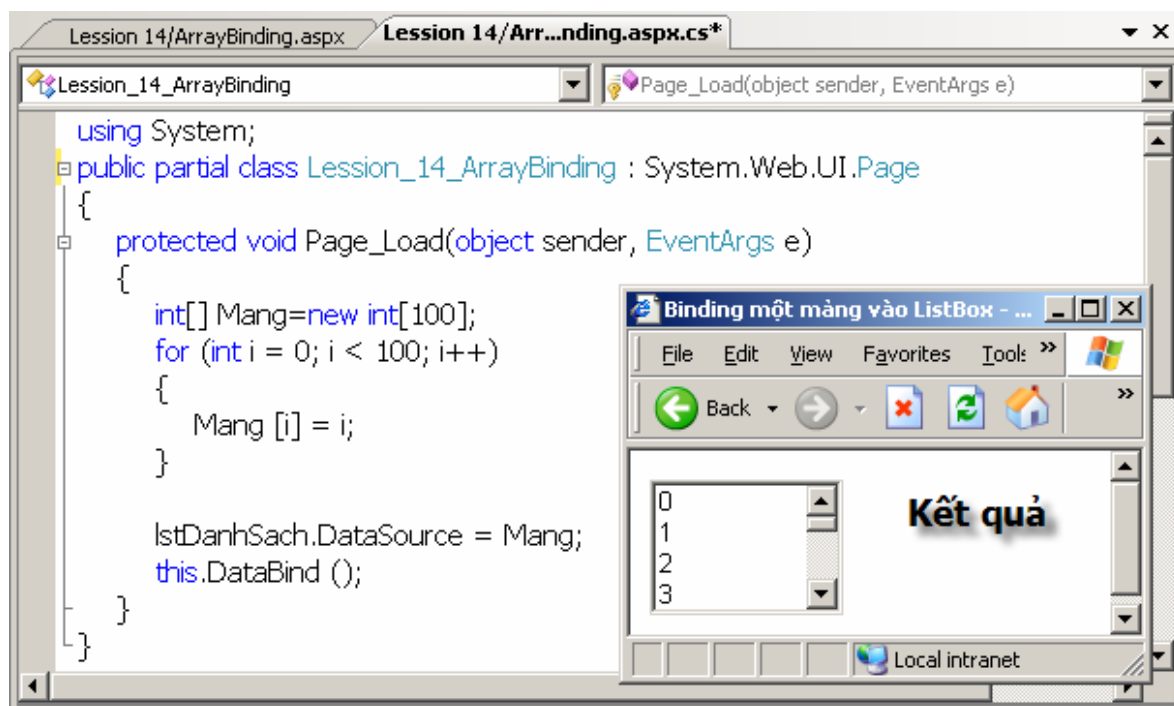 Lession 14/ArrayBinding.aspx
Lession 14/Arr...nding.aspx.cs*
Lession_14_ArrayBinding
Page_Load(object sender, EventArgs e)
using System;
public partial class Lession_14_ArrayBinding : System.Web.UI.Page
{
protected void Page_Load(object sender, EventArgs e)
{
int[] Mang=new int[100];
for (int i = 0; i < 100; i++)
{
Mang [i] = i;
}
lstDanhSach.DataSource = Mang;
this.DataBind ();
}
}
Binding một mảng vào ListBox - ...
File Edit View Favorites Tools »
Back »
0
1
2
3
Kết quả
Local intranet